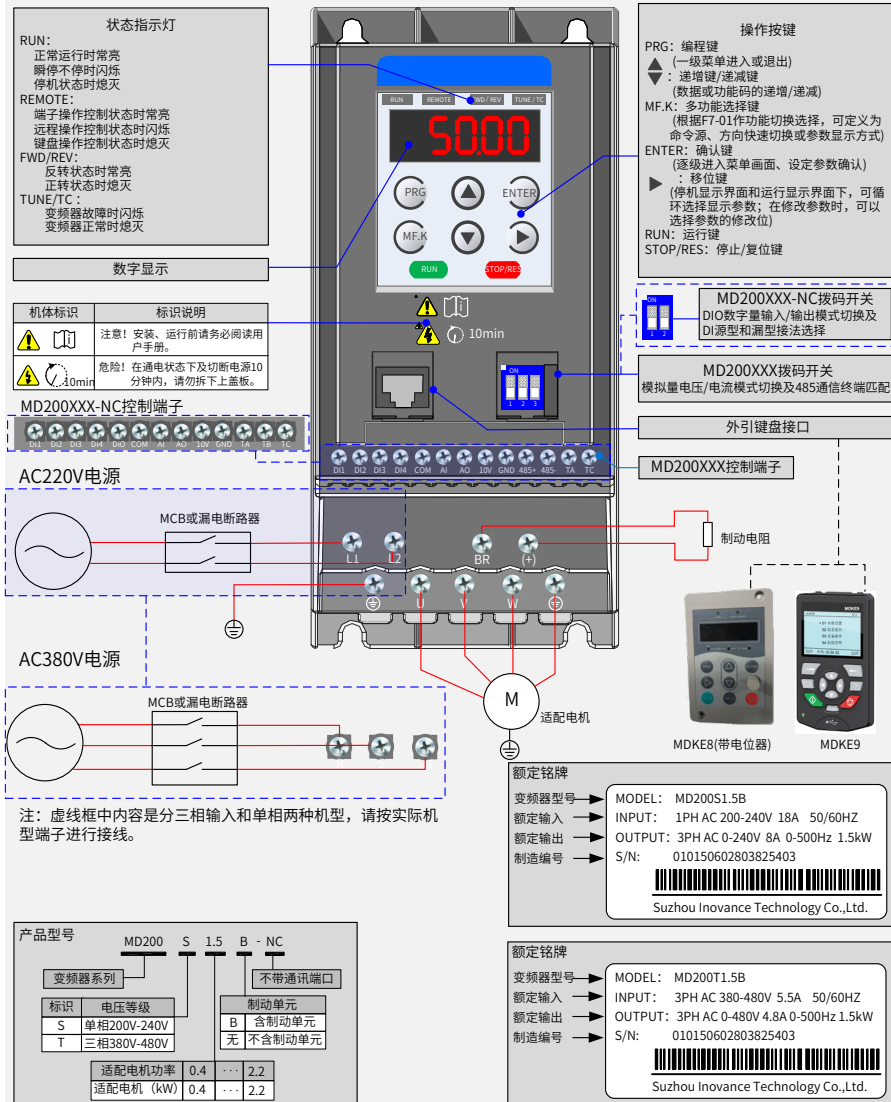 状态指示灯
RUN：
正常运行时常亮
瞬停不停时闪烁
停机状态时熄灭
REMOTE：
端子操作控制状态时常亮
远程操作控制状态时闪烁
键盘操作控制状态时熄灭
FWD/REV：
反转状态时常亮
正转状态时熄灭
TUNE/TC：
变频器故障时闪烁
变频器正常时熄灭
数字显示
机体标识 标识说明
注意！安装、运行前请务必阅读用
户手册。
10min
危险！在通电状态下及切断电源10
分钟内，请勿拆下上盖板。
MD200XXX-NC控制端子
DI1 DI2 DI3 DI4 DIO COM AI AO 10V GND TA TB TC
RUN REMOTE FWD/REV TUNE/TC
50.00
PRG ENTER
MF.K
RUN STOP/RES
10min
ON
1 2 3
DI1 DI2 DI3 DI4 COM AI AO 10V GND 485+ 485- TA TC
L1 L2 BR (+)
U V W
操作按键
PRG：编程键
(一级菜单进入或退出)
：递增键/递减键
(数据或功能码的递增/递减)
MF.K：多功能选择键
(根据F7-01作功能切换选择，可定义为
命令源、方向快速切换或参数显示方式)
ENTER：确认键
(逐级进入菜单画面、设定参数确认)
：移位键
(停机显示界面和运行显示界面下，可循
环选择显示参数；在修改参数时，可以
选择参数的修改位)
RUN：运行键
STOP/RES：停止/复位键
ON
1 2
MD200XXX-NC拨码开关
DIO数字量输入/输出模式切换及
DI源型和漏型接法选择
MD200XXX拨码开关
模拟量电压/电流模式切换及485通信终端匹配
外引键盘接口
MD200XXX控制端子
AC220V电源
MCB或漏电断路器
制动电阻
AC380V电源
MCB或漏电断路器
M
适配电机
MDKE9
MDKE8(带电位器)
MDKE9
注：虚线框中内容是分三相输入和单相两种机型，请按实际机
型端子进行接线。
额定铭牌
变频器型号 MODEL： MD200S1.5B
额定输入 INPUT： 1PH AC 200-240V 18A 50/60HZ
额定输出 OUTPUT：3PH AC 0-240V 8A 0-500Hz 1.5kW
制造编号 S/N: 010150602803825403
Suzhou Inovance Technology Co.,Ltd.
产品型号
MD200 S 1.5 B - NC
变频器系列 不带通讯端口
标识 电压等级
S 单相200V-240V
T 三相380V-480V
制动单元
B 含制动单元
无 不含制动单元
适配电机功率 0.4 ··· 2.2
适配电机（kW) 0.4 ··· 2.2
额定铭牌
变频器型号 MODEL： MD200T1.5B
额定输入 INPUT： 3PH AC 380-480V 5.5A 50/60HZ
额定输出 OUTPUT：3PH AC 0-480V 4.8A 0-500Hz 1.5kW
制造编号 S/N: 010150602803825403
Suzhou Inovance Technology Co.,Ltd.